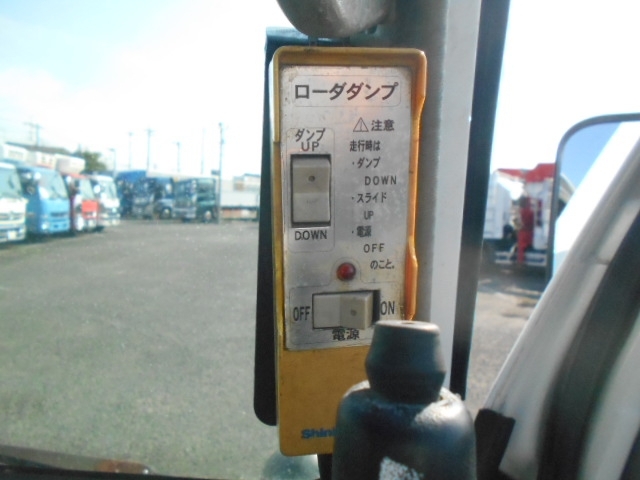 ローダダンプ
ダンプ
UP
DOWN
⚠注意
走行時は
・ダンプ
DOWN
・スライド
UP
・電源
OFF
のこと。
OFF
ON
電源